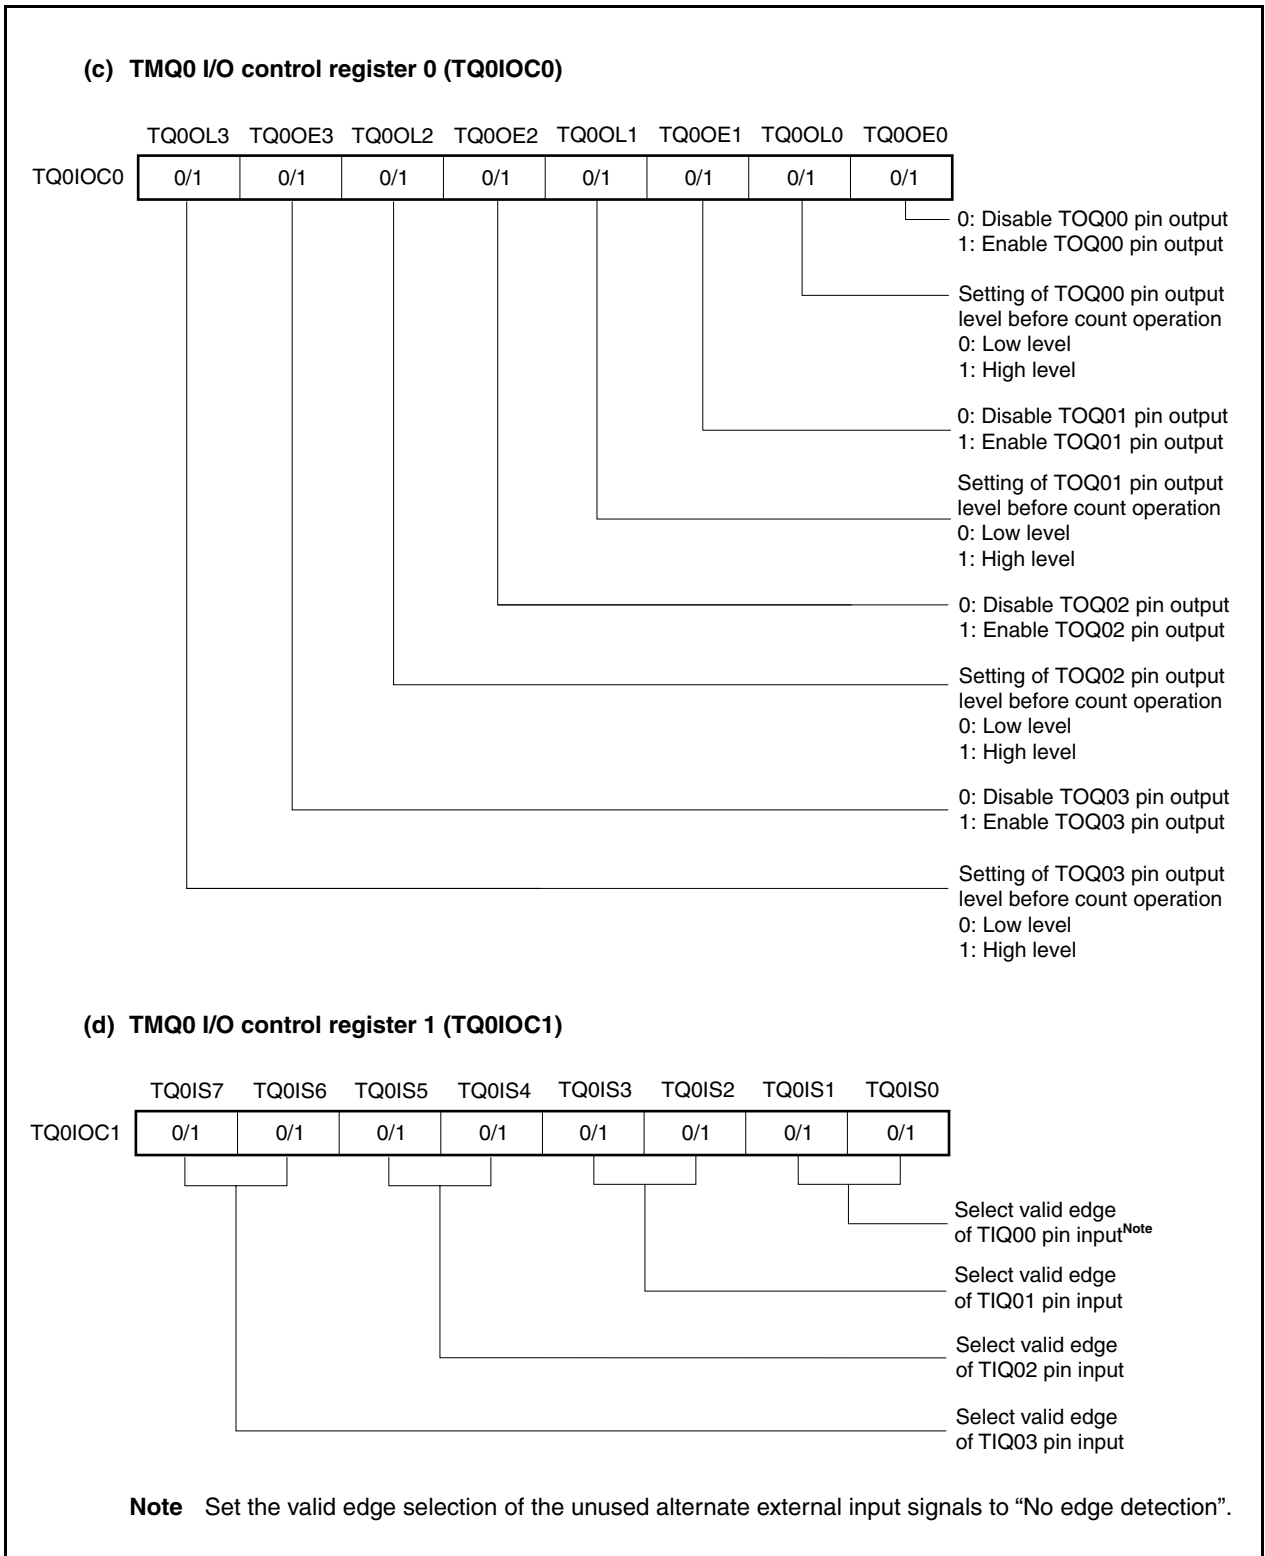 (c) TMQ0 I/O control register 0 (TQ0IOC0)
TQ0OL3 TQ0OE3 TQ0OL2 TQ0OE2 TQ0OL1 TQ0OE1 TQ0OL0 TQ0OE0
TQ0IOC0 0/1 0/1 0/1 0/1 0/1 0/1 0/1 0/1
0: Disable TOQ00 pin output
1: Enable TOQ00 pin output
Setting of TOQ00 pin output
level before count operation
0: Low level
1: High level
0: Disable TOQ01 pin output
1: Enable TOQ01 pin output
Setting of TOQ01 pin output
level before count operation
0: Low level
1: High level
0: Disable TOQ02 pin output
1: Enable TOQ02 pin output
Setting of TOQ02 pin output
level before count operation
0: Low level
1: High level
0: Disable TOQ03 pin output
1: Enable TOQ03 pin output
Setting of TOQ03 pin output
level before count operation
0: Low level
1: High level
(d) TMQ0 I/O control register 1 (TQ0IOC1)
TQ0IS7 TQ0IS6 TQ0IS5 TQ0IS4 TQ0IS3 TQ0IS2 TQ0IS1 TQ0IS0
TQ0IOC1 0/1 0/1 0/1 0/1 0/1 0/1 0/1 0/1
Select valid edge
of TIQ00 pin inputNote
Select valid edge
of TIQ01 pin input
Select valid edge
of TIQ02 pin input
Select valid edge
of TIQ03 pin input
Note Set the valid edge selection of the unused alternate external input signals to “No edge detection”.